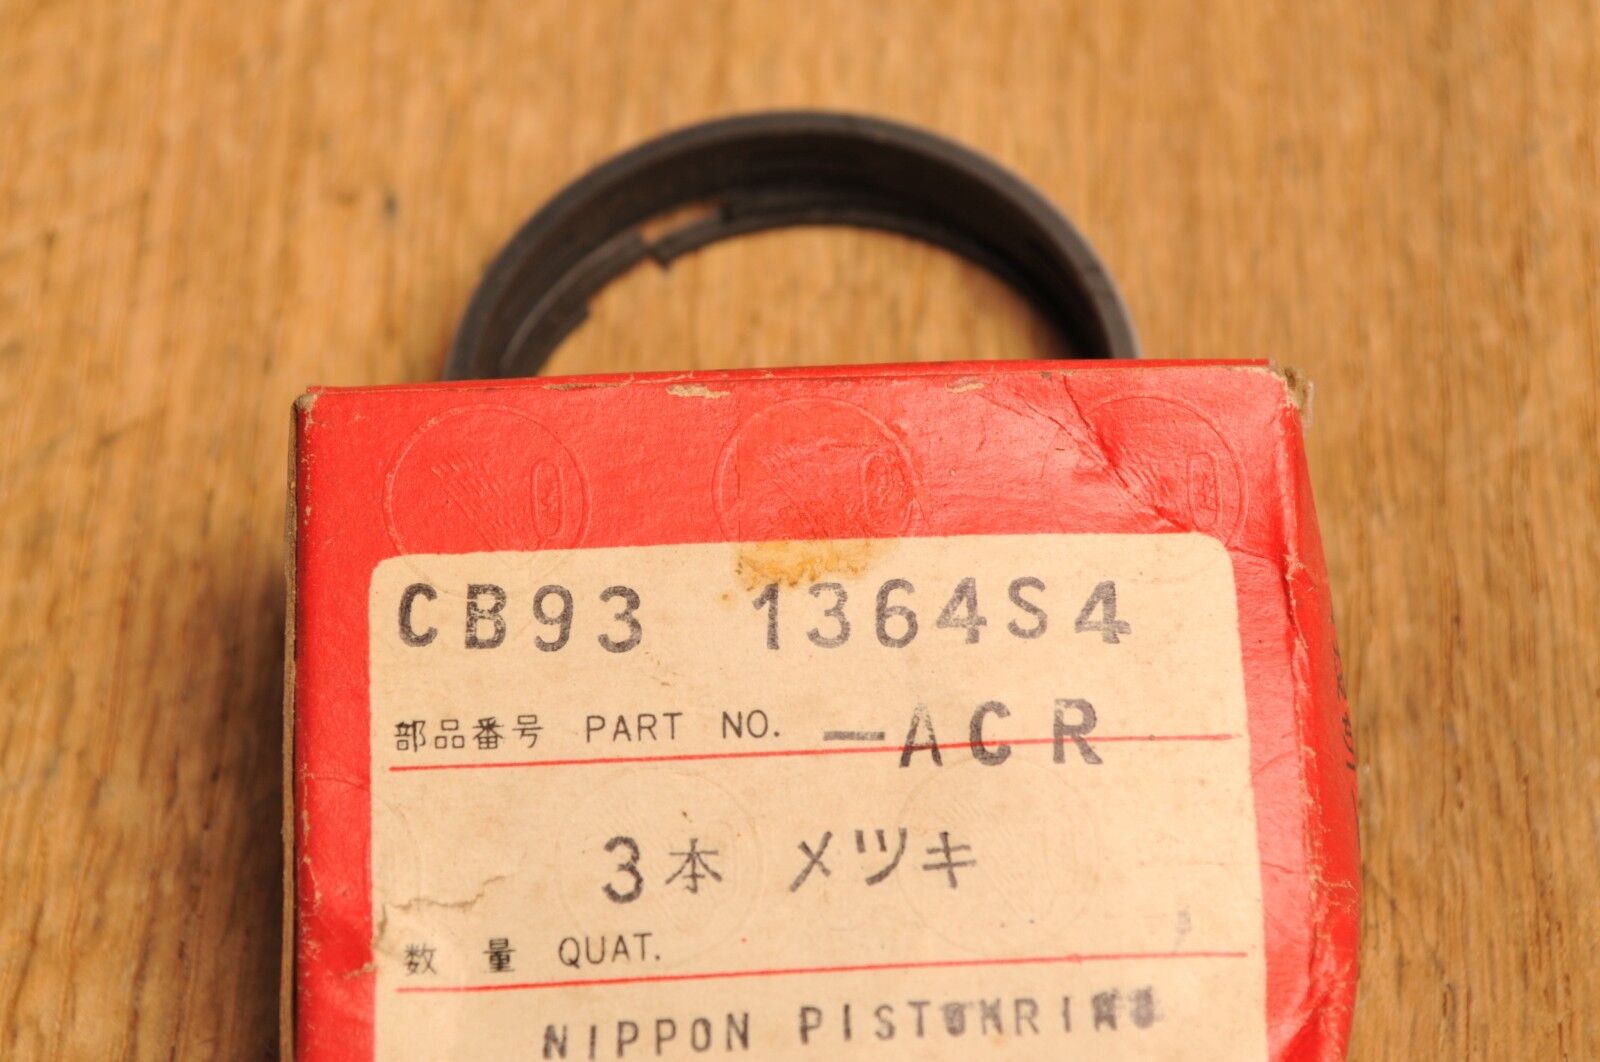 CB93 1364S4
部品番号 PART NO. -ACR
3本 メツキ
数量 QUAT.
NIPPON PISTONRING